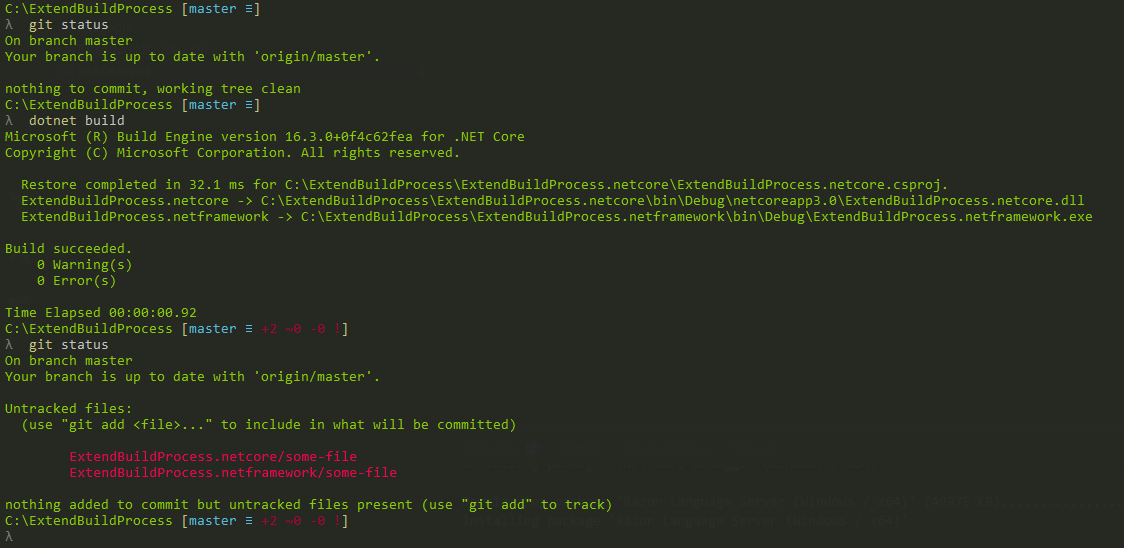 C:\ExtendBuildProcess [master ≡]
λ  git status
On branch master
Your branch is up to date with 'origin/master'.

nothing to commit, working tree clean
C:\ExtendBuildProcess [master ≡]
λ  dotnet build
Microsoft (R) Build Engine version 16.3.0+0f4c62fea for .NET Core
Copyright (C) Microsoft Corporation. All rights reserved.

  Restore completed in 32.1 ms for C:\ExtendBuildProcess\ExtendBuildProcess.netcore\ExtendBuildProcess.netcore.csproj.
  ExtendBuildProcess.netcore -> C:\ExtendBuildProcess\ExtendBuildProcess.netcore\bin\Debug\netcoreapp3.0\ExtendBuildProcess.netcore.dll
  ExtendBuildProcess.netframework -> C:\ExtendBuildProcess\ExtendBuildProcess.netframework\bin\Debug\ExtendBuildProcess.netframework.exe

Build succeeded.
    0 Warning(s)
    0 Error(s)

Time Elapsed 00:00:00.92
C:\ExtendBuildProcess [master ≡ +2 ~0 -0 !]
λ  git status
On branch master
Your branch is up to date with 'origin/master'.

Untracked files:
  (use "git add <file>..." to include in what will be committed)

        ExtendBuildProcess.netcore/some-file
        ExtendBuildProcess.netframework/some-file

nothing added to commit but untracked files present (use "git add" to track)
C:\ExtendBuildProcess [master ≡ +2 ~0 -0 !]
λ